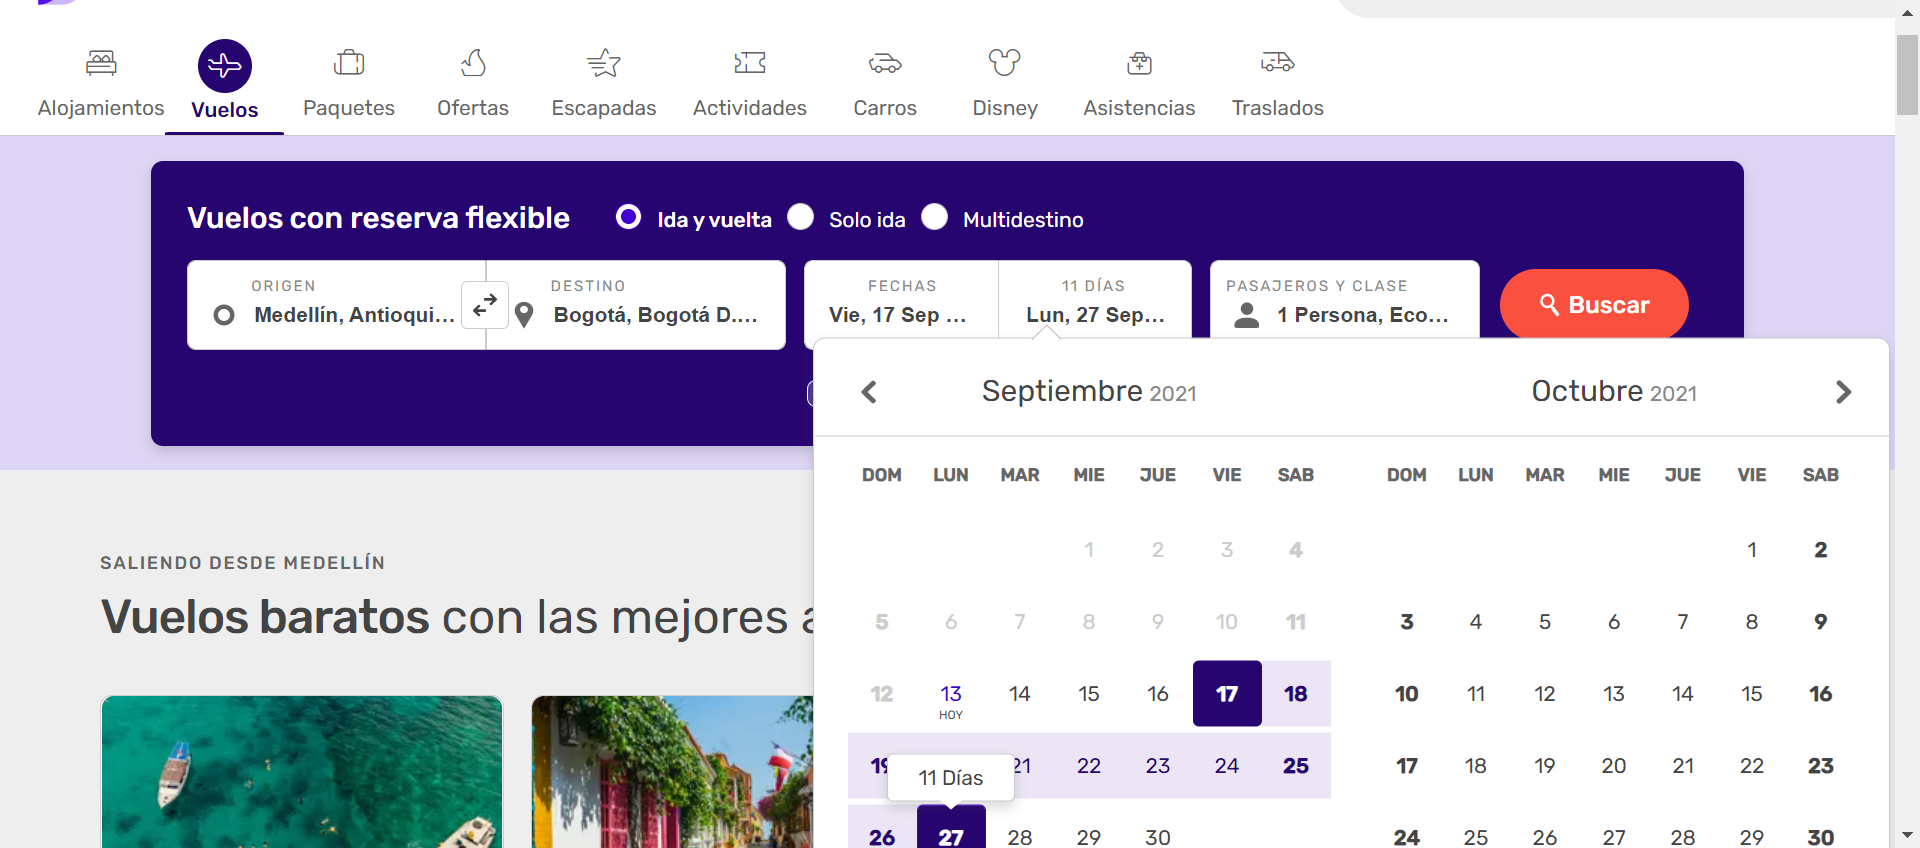 Alojamientos
Vuelos
Paquetes
Ofertas
Escapadas
Actividades
Carros
Disney
Asistencias
Traslados
Vuelos con reserva flexible
Ida y vuelta
Solo ida
Multidestino
ORIGEN
Medellín, Antioqui...
DESTINO
Bogotá, Bogotá D....
FECHAS
Vie, 17 Sep ...
11 DÍAS
Lun, 27 Sep...
PASAJEROS Y CLASE
1 Persona, Eco...
Buscar
Septiembre 2021
DOM LUN MAR MIE JUE VIE SAB
1 2 3 4
5 6 7 8 9 10 11
12 13 14 15 16 17 18
HOY
19 21 22 23 24 25
11 Días
26 27 28 29 30
Octubre 2021
DOM LUN MAR MIE JUE VIE SAB
1 2
3 4 5 6 7 8 9
10 11 12 13 14 15 16
17 18 19 20 21 22 23
24 25 26 27 28 29 30
SALIENDO DESDE MEDELLÍN
Vuelos baratos con las mejores